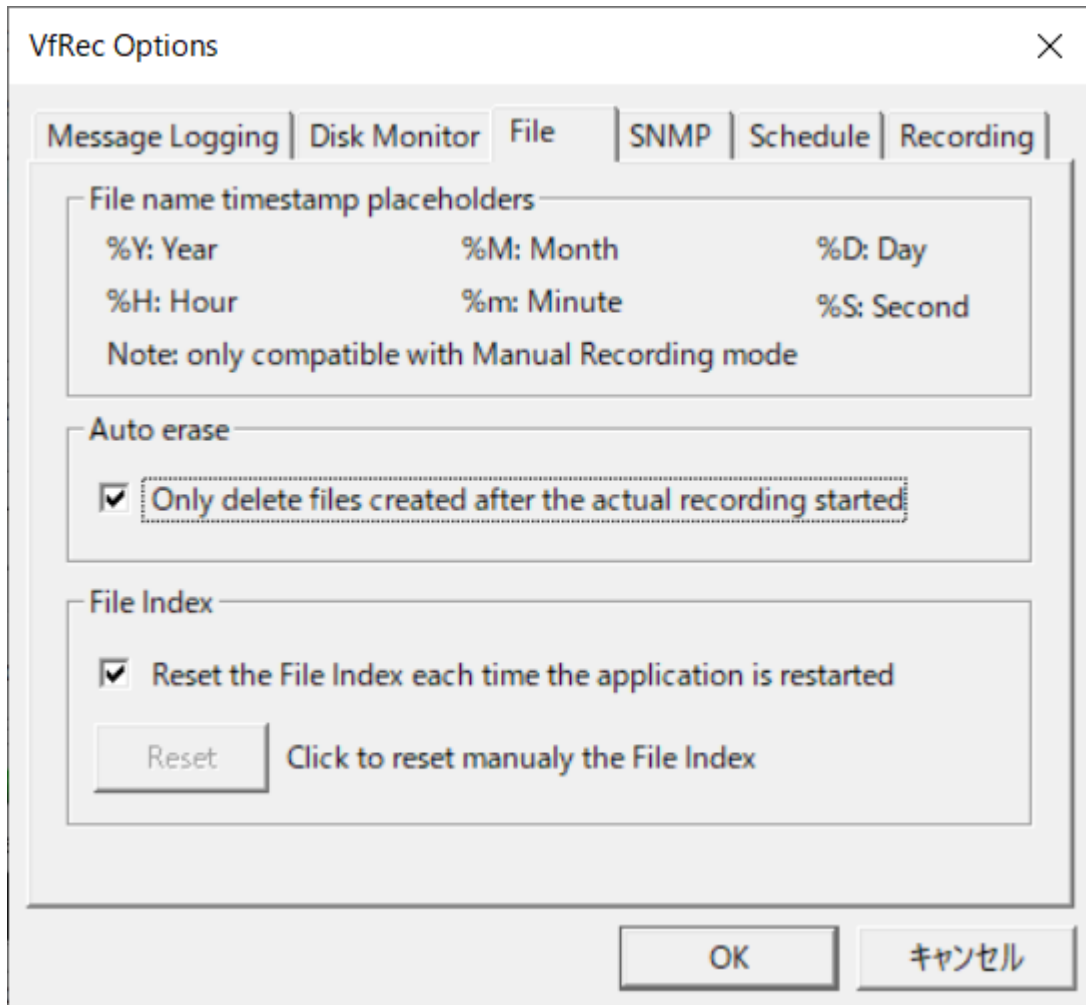 VfRec Options
Message Logging Disk Monitor File SNMP Schedule Recording
File name timestamp placeholders
%Y: Year %M: Month %D: Day
%H: Hour %m: Minute %S: Second
Note: only compatible with Manual Recording mode
Auto erase
Only delete files created after the actual recording started
File Index
Reset the File Index each time the application is restarted
Reset Click to reset manualy the File Index
OK キャンセル